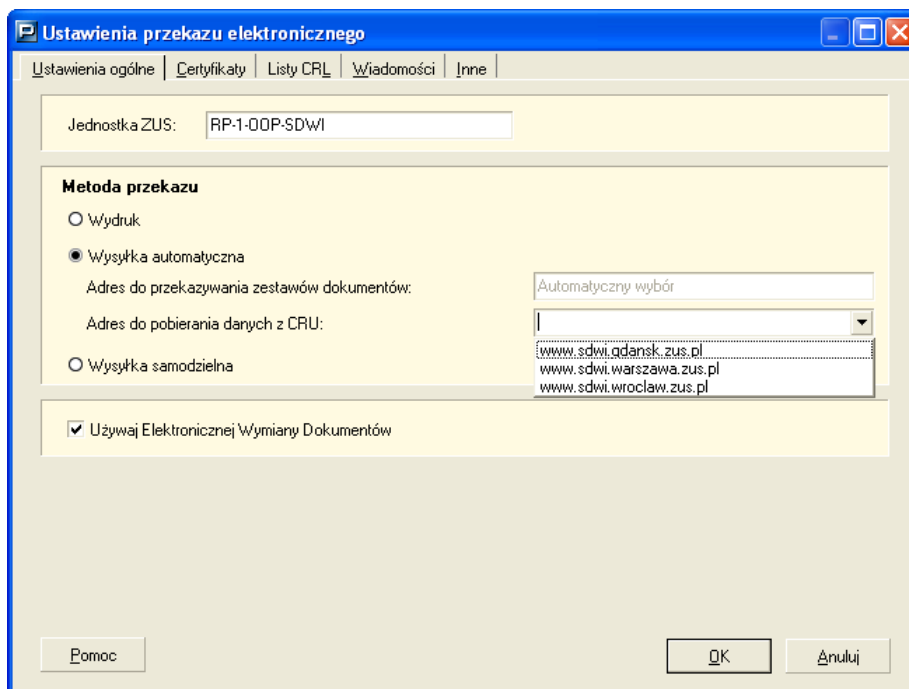 Ustawienia przekazu elektronicznego
Ustawienia ogólne Certyfikaty Listy CRL Wiadomości Inne
Jednostka ZUS: RP-1-OOP-SDWI
Metoda przekazu
Wydruk
Wysyłka automatyczna
Adres do przekazywania zestawów dokumentów: Automatyczny wybór
Adres do pobierania danych z CRU:
www.sdwi.gdansk.zus.pl
www.sdwi.warszawa.zus.pl
www.sdwi.wroclaw.zus.pl
Wysyłka samodzielna
Używaj Elektronicznej Wymiany Dokumentów
Pomoc OK Anuluj